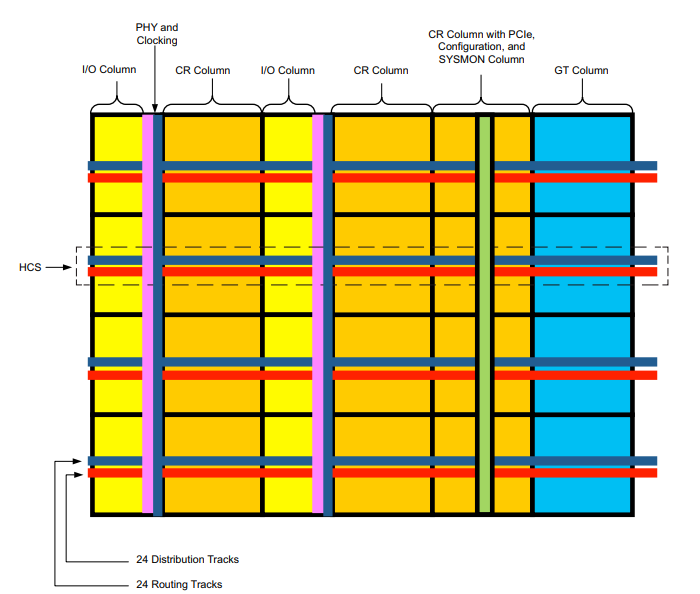 PHY and
Clocking
CR Column with PCIe,
Configuration, and
SYSMON Column
I/O Column
CR Column
I/O Column
CR Column
GT Column
HCS
24 Distribution Tracks
24 Routing Tracks